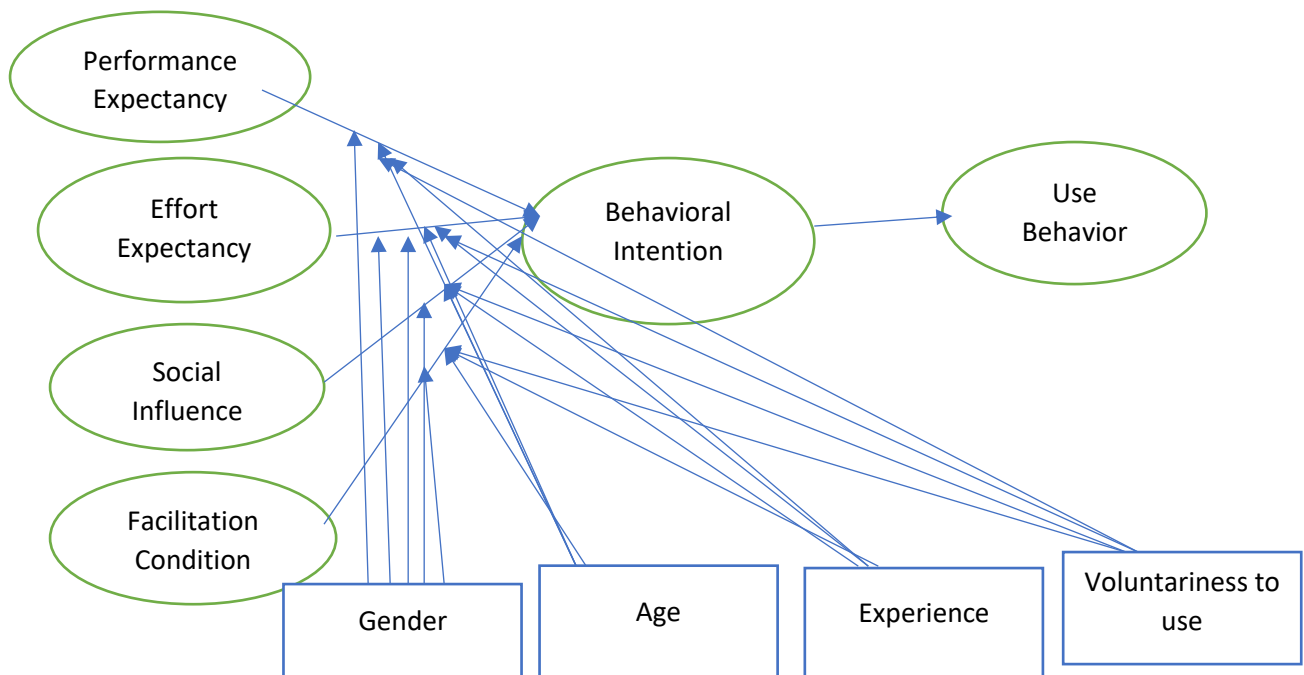 Performance
Expectancy
Effort
Expectancy
Behavioral
Intention
Use
Behavior
Social
Influence
Facilitation
Condition
Gender
Age
Experience
Voluntariness to
use